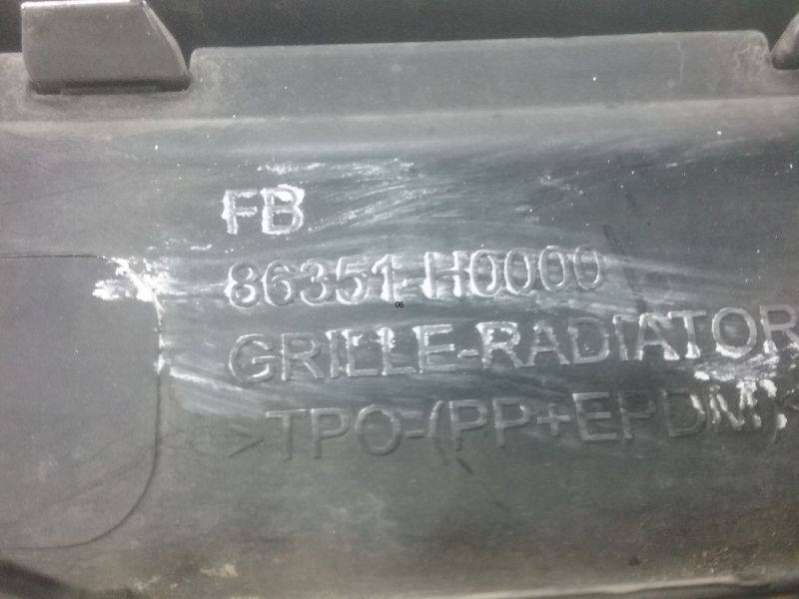 FB
86351-H0000
GRILLE-RADIATOR
>TPO-(PP+EPDM)<